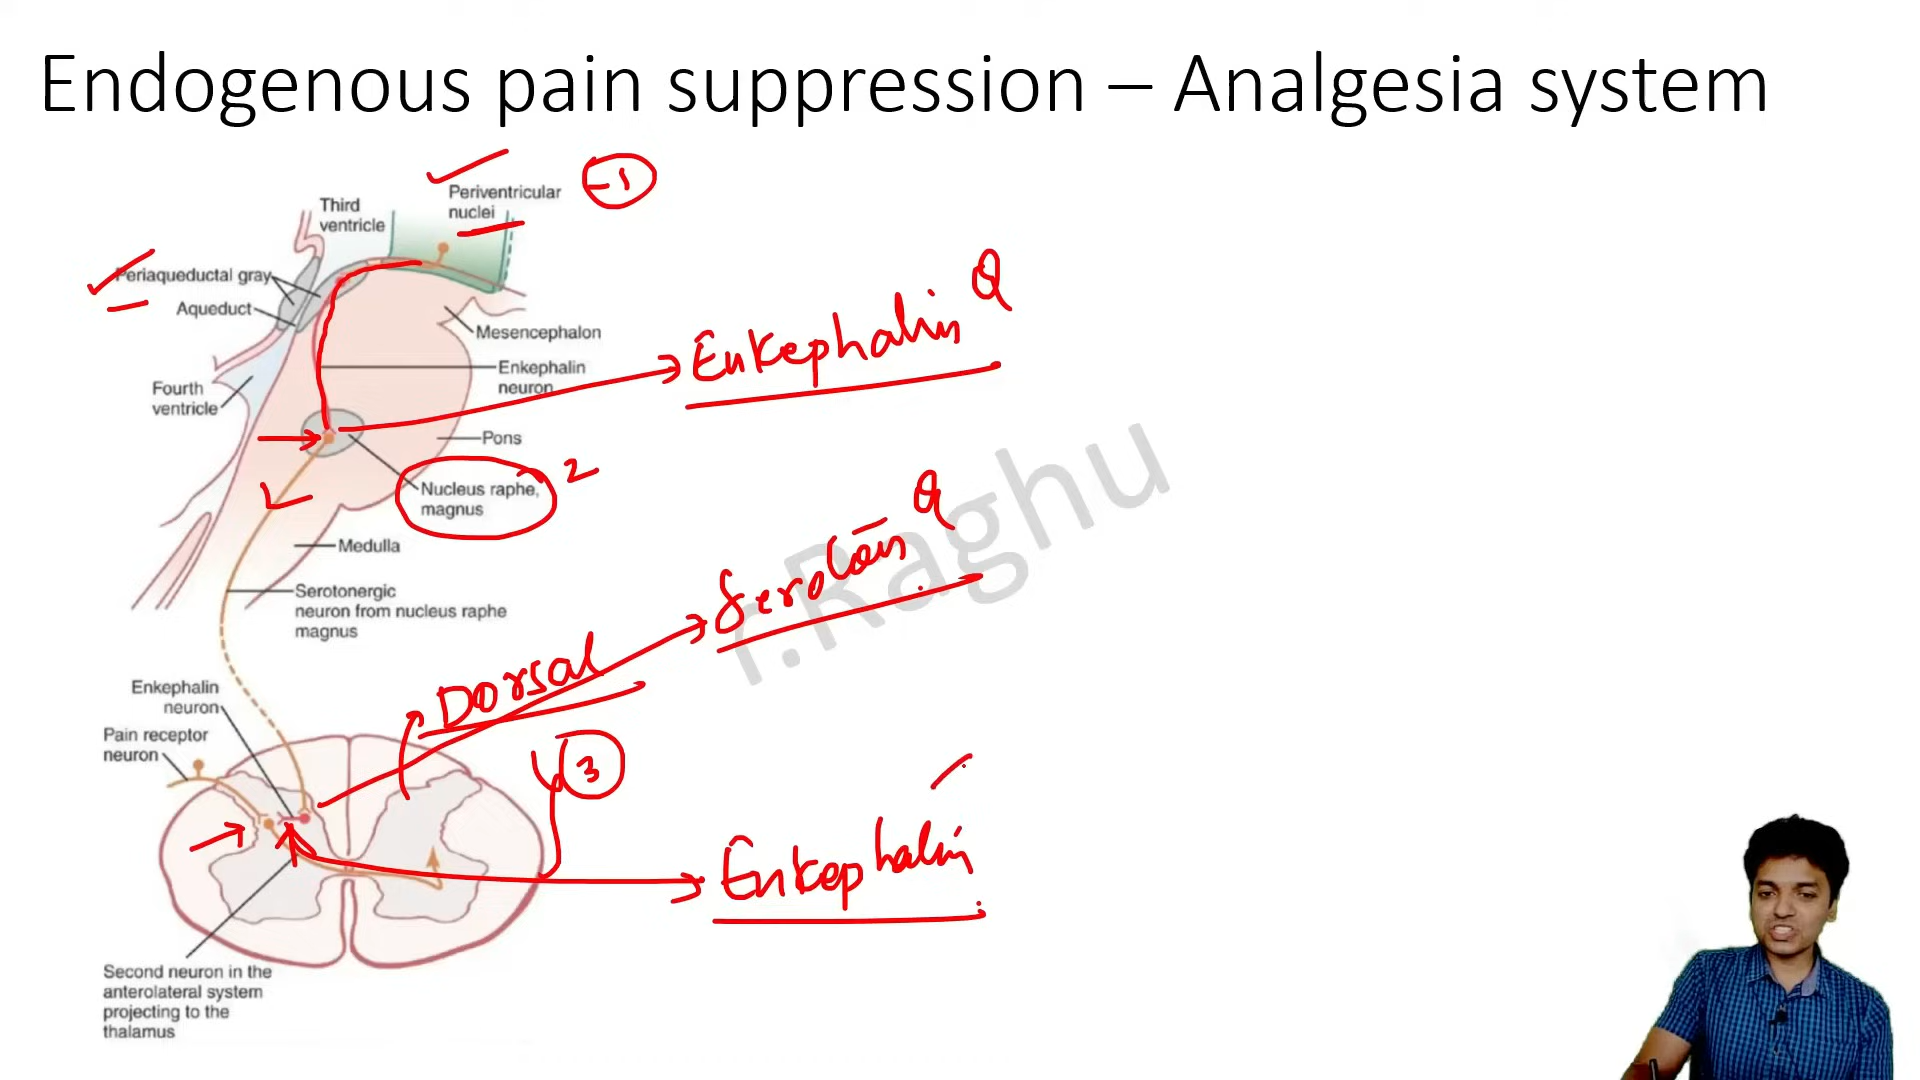 Endogenous pain suppression – Analgesia system
Periventricular
nuclei
1
Third
ventricle
Periaqueductal gray
Aqueduct
Mesencephalon
Enkephalin
neuron
Enkephalin Q
Fourth
ventricle
Pons
Nucleus raphe,
magnus
2
Medulla
Serotonergic
neuron from nucleus raphe
magnus
Serotonin Q
r.Raghu
Dorsal
Enkephalin
neuron
Pain receptor
neuron
3
Enkephalin
Second neuron in the
anterolateral system
projecting to the
thalamus